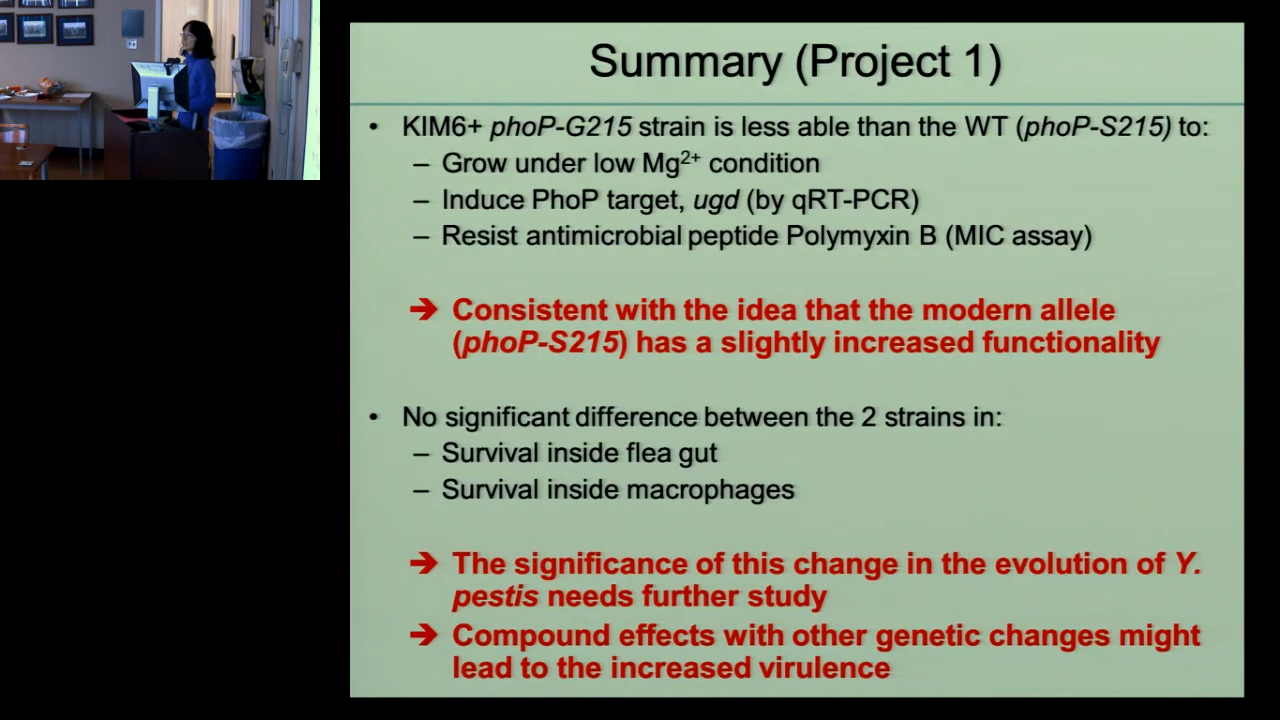 Summary (Project 1)
• KIM6+ phoP-G215 strain is less able than the WT (phoP-S215) to:
– Grow under low Mg²⁺ condition
– Induce PhoP target, ugd (by qRT-PCR)
– Resist antimicrobial peptide Polymyxin B (MIC assay)
➔ Consistent with the idea that the modern allele
(phoP-S215) has a slightly increased functionality
• No significant difference between the 2 strains in:
– Survival inside flea gut
– Survival inside macrophages
➔ The significance of this change in the evolution of Y.
pestis needs further study
➔ Compound effects with other genetic changes might
lead to the increased virulence